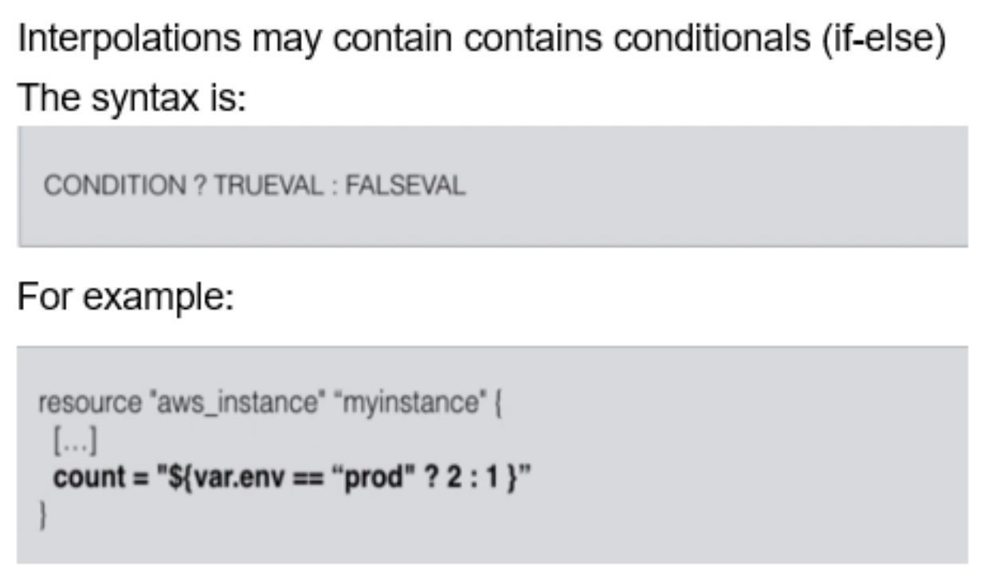 Interpolations may contain contains conditionals (if-else)
The syntax is:
CONDITION ? TRUEVAL : FALSEVAL
For example:
resource "aws_instance" “myinstance" {
[...]
count = "${var.env == “prod" ? 2 : 1 }”
}